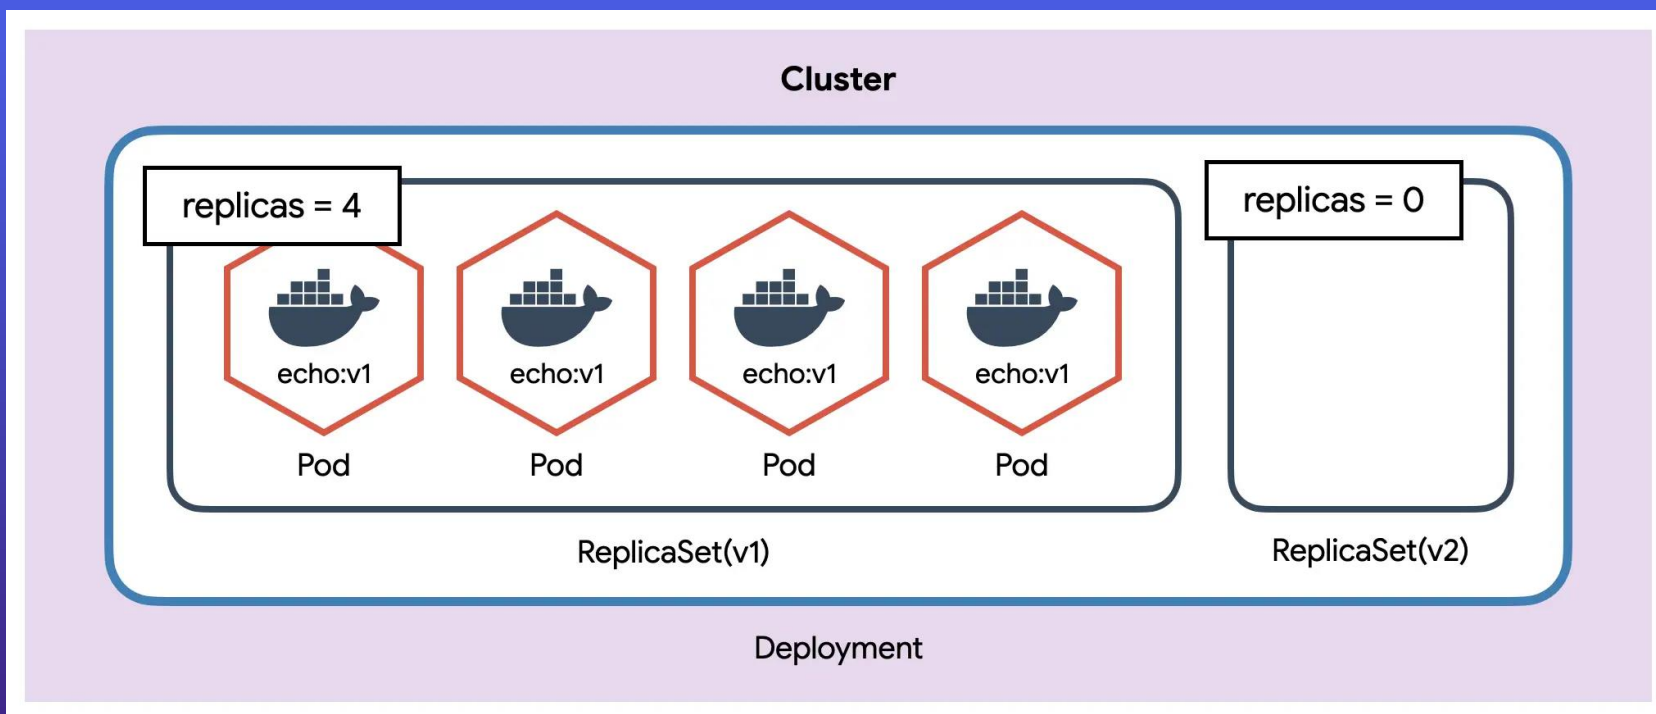 Cluster
replicas = 4
replicas = 0
echo:v1
echo:v1
echo:v1
echo:v1
Pod
Pod
Pod
Pod
ReplicaSet(v1)
ReplicaSet(v2)
Deployment